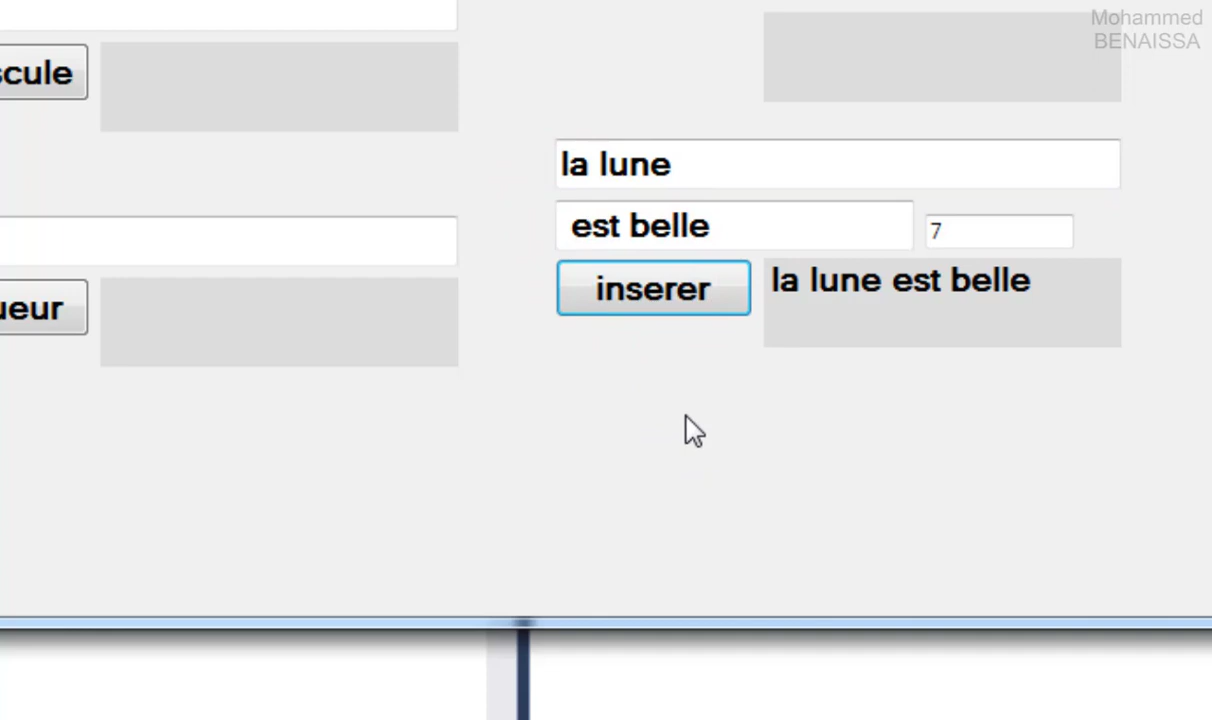 Mohammed
BENAISSA
scule
la lune
est belle
7
inserer
la lune est belle
ueur